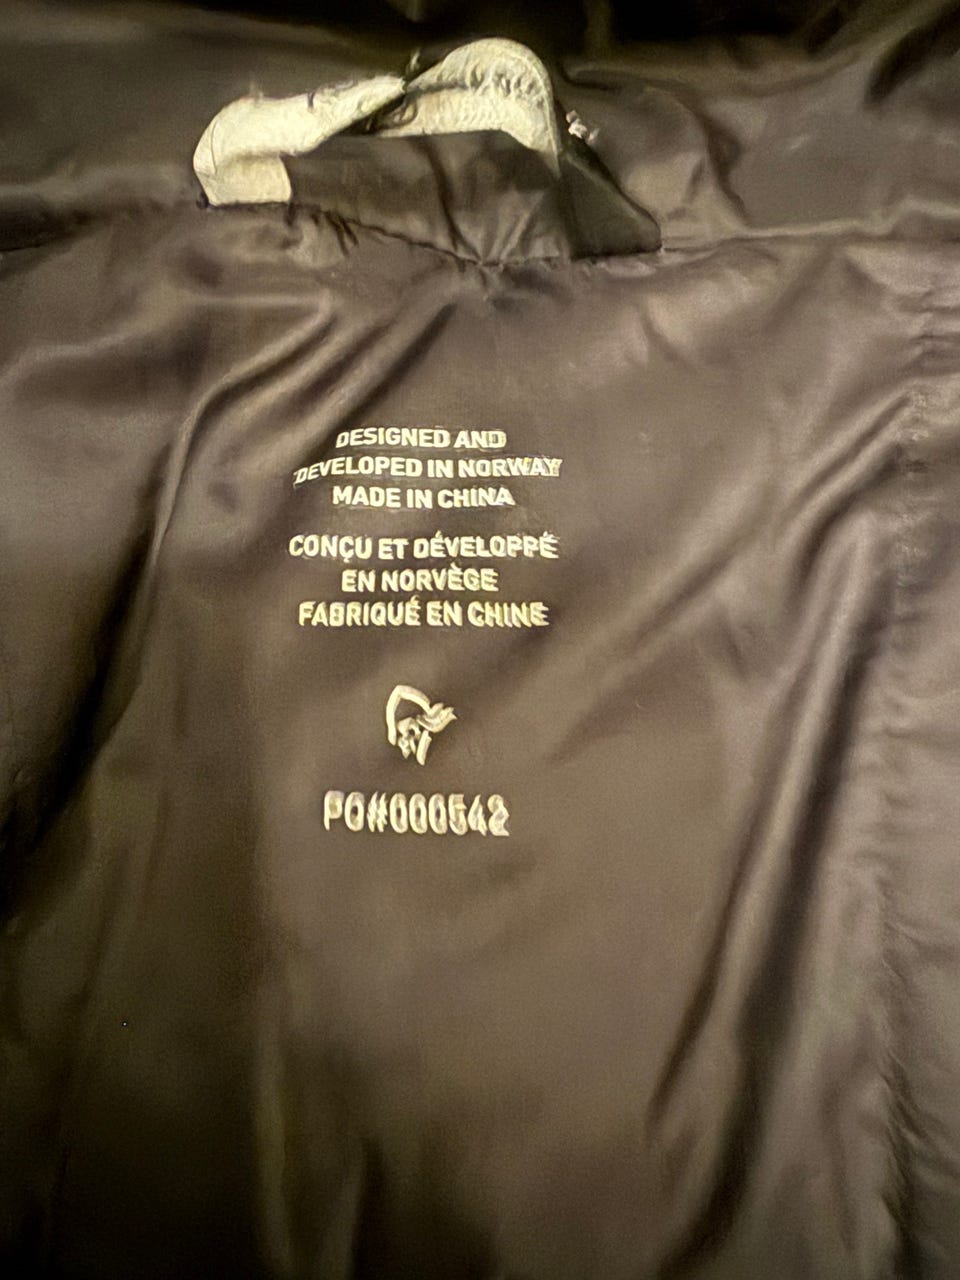 DESIGNED AND
DEVELOPED IN NORWAY
MADE IN CHINA
CONÇU ET DÉVELOPPÉ
EN NORVÈGE
FABRIQUÉ EN CHINE
PO#000542